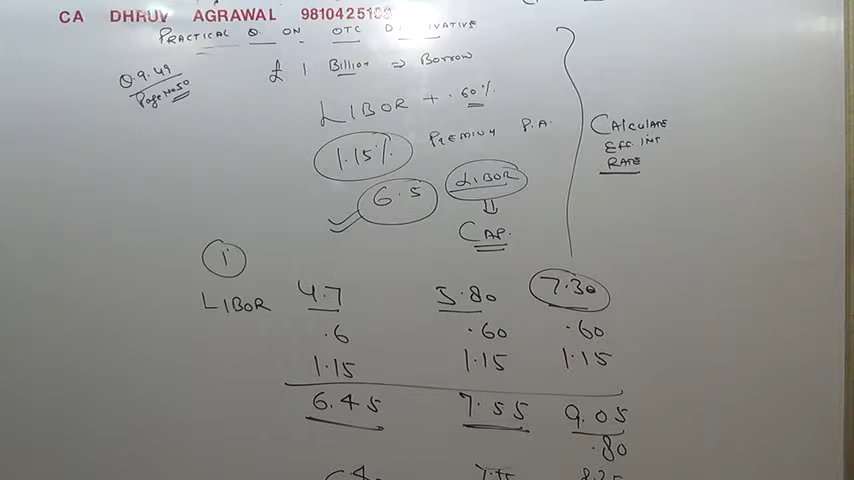 CA DHRUV AGRAWAL 9810425109
PRACTICAL Q. ON OTC D IVATIVE
Q.9.49
Page No 50
£ 1 Billion ⇒ Borrow
LIBOR + .60%
1.15% PREMIUM P.A.
6.5 LIBOR
⇓
CAP.
CALCULATE
EFF. INT
RATE
1
LIBOR 4.7 5.80 7.30
.6 .60 .60
1.15 1.15 1.15
6.45 7.55 9.05
.80